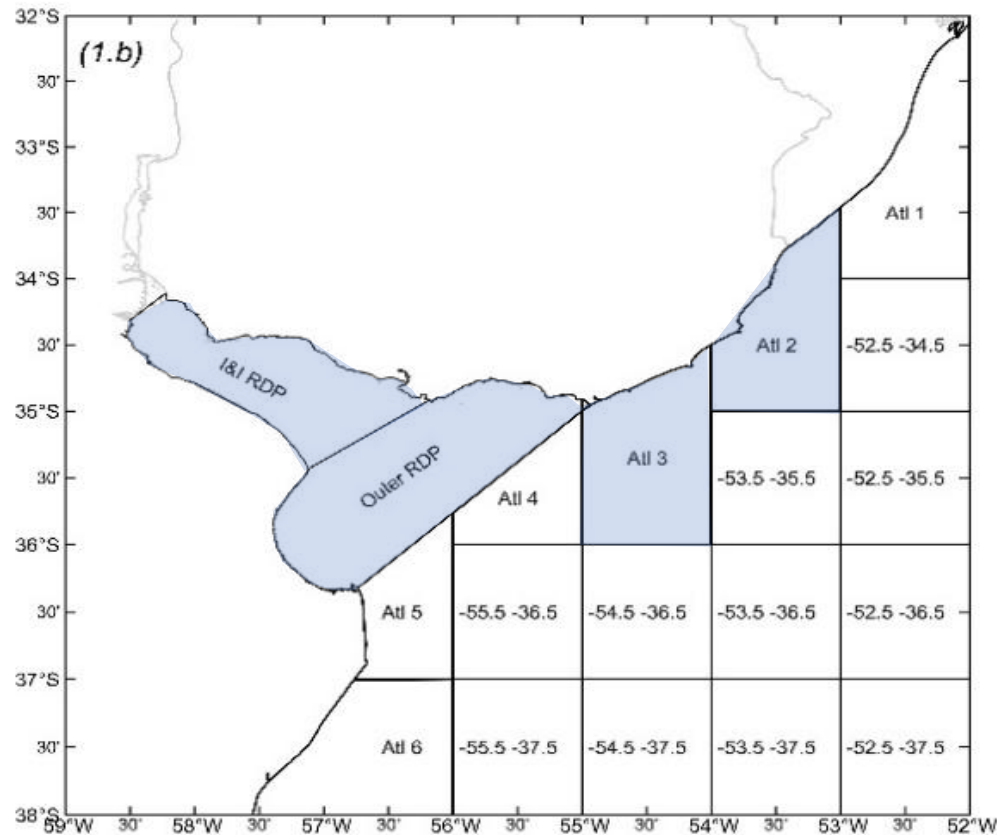 32°S
(1.b)
30'
33°S
30'
Atl 1
34°S
30'
I&I RDP
Atl 2
-52.5 -34.5
35°S
Outer RDP
Atl 3
-53.5 -35.5
-52.5 -35.5
30'
Atl 4
36°S
30'
Atl 5
-55.5 -36.5
-54.5 -36.5
-53.5 -36.5
-52.5 -36.5
37°S
30'
Atl 6
-55.5 -37.5
-54.5 -37.5
-53.5 -37.5
-52.5 -37.5
38°S
59°W 30' 58°W 30' 57°W 30' 56°W 30' 55°W 30' 54°W 30' 53°W 30' 52°W